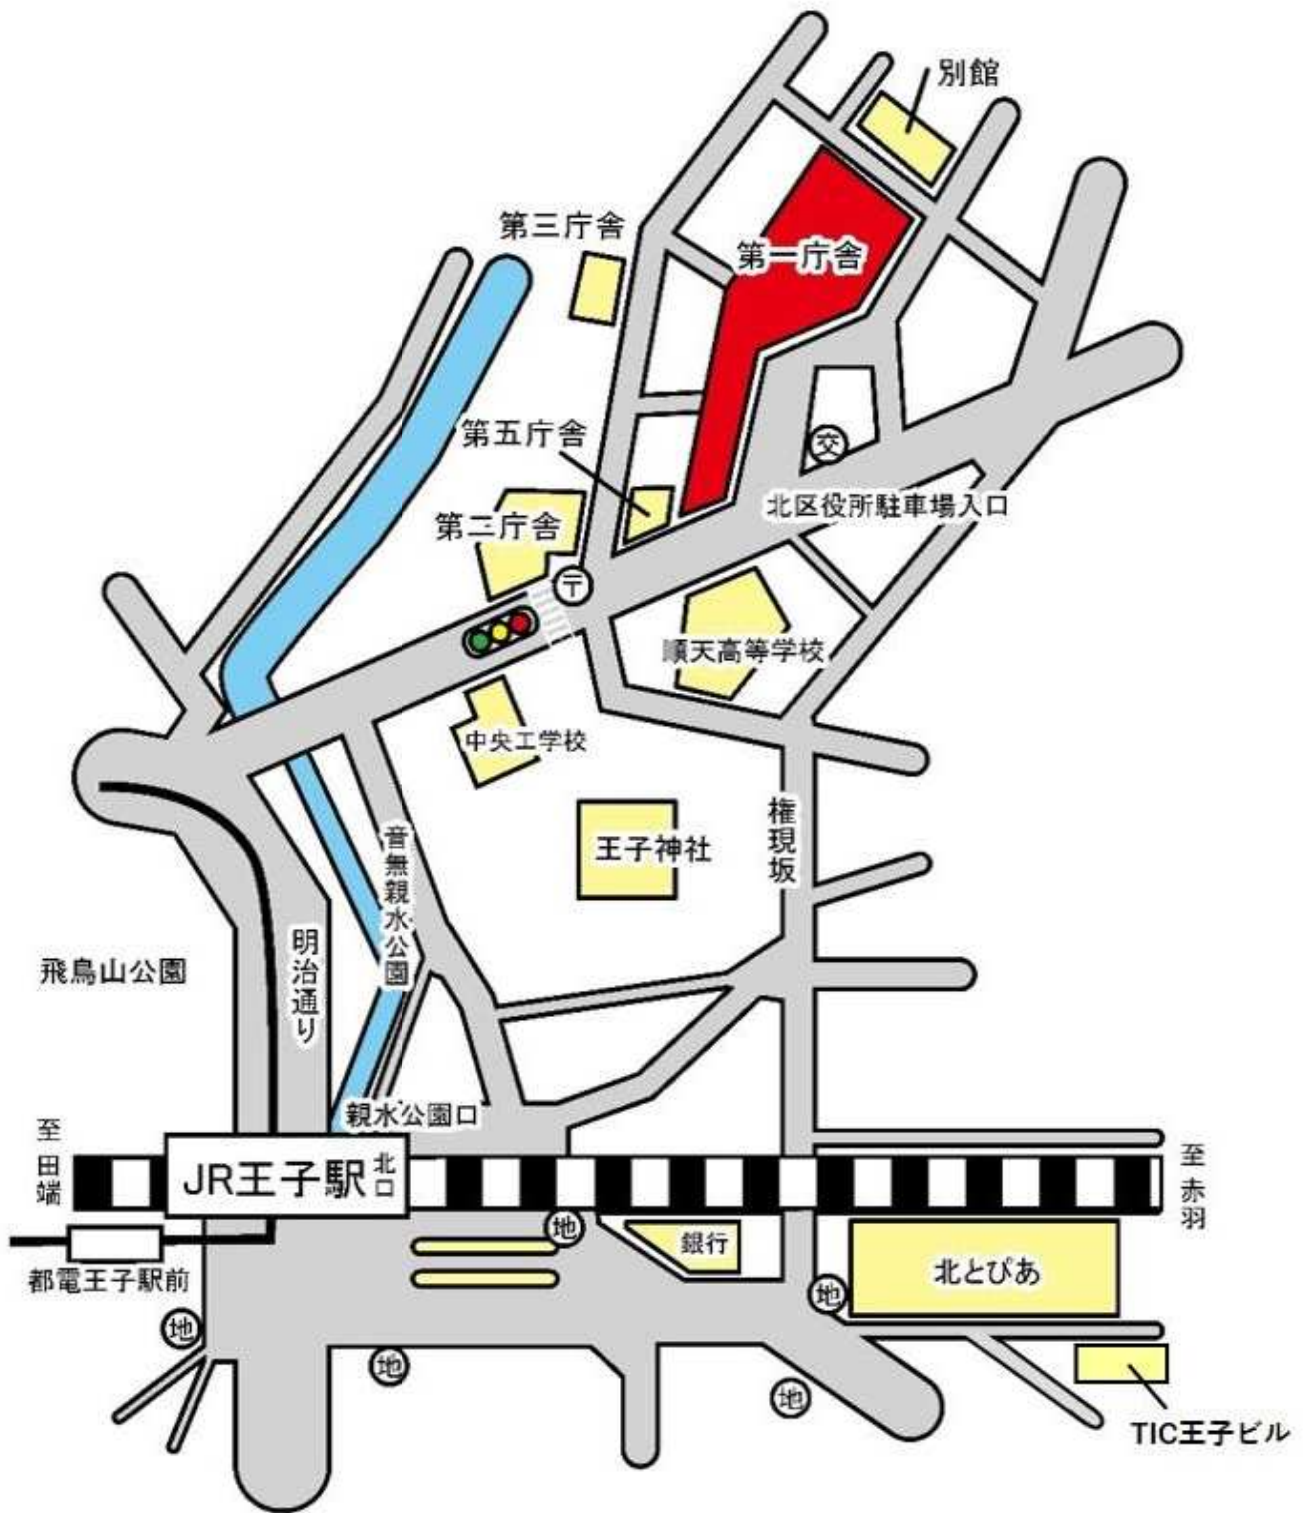 別館
第三庁舎
第一庁舎
第五庁舎
交
北区役所駐車場入口
第二庁舎
〒
順天高等学校
中央工学校
王子神社
権現坂
音無親水公園
明治通り
飛鳥山公園
親水公園口
至田端
JR王子駅
北口
至赤羽
地
銀行
北とぴあ
都電王子駅前
地
地
地
地
TIC王子ビル